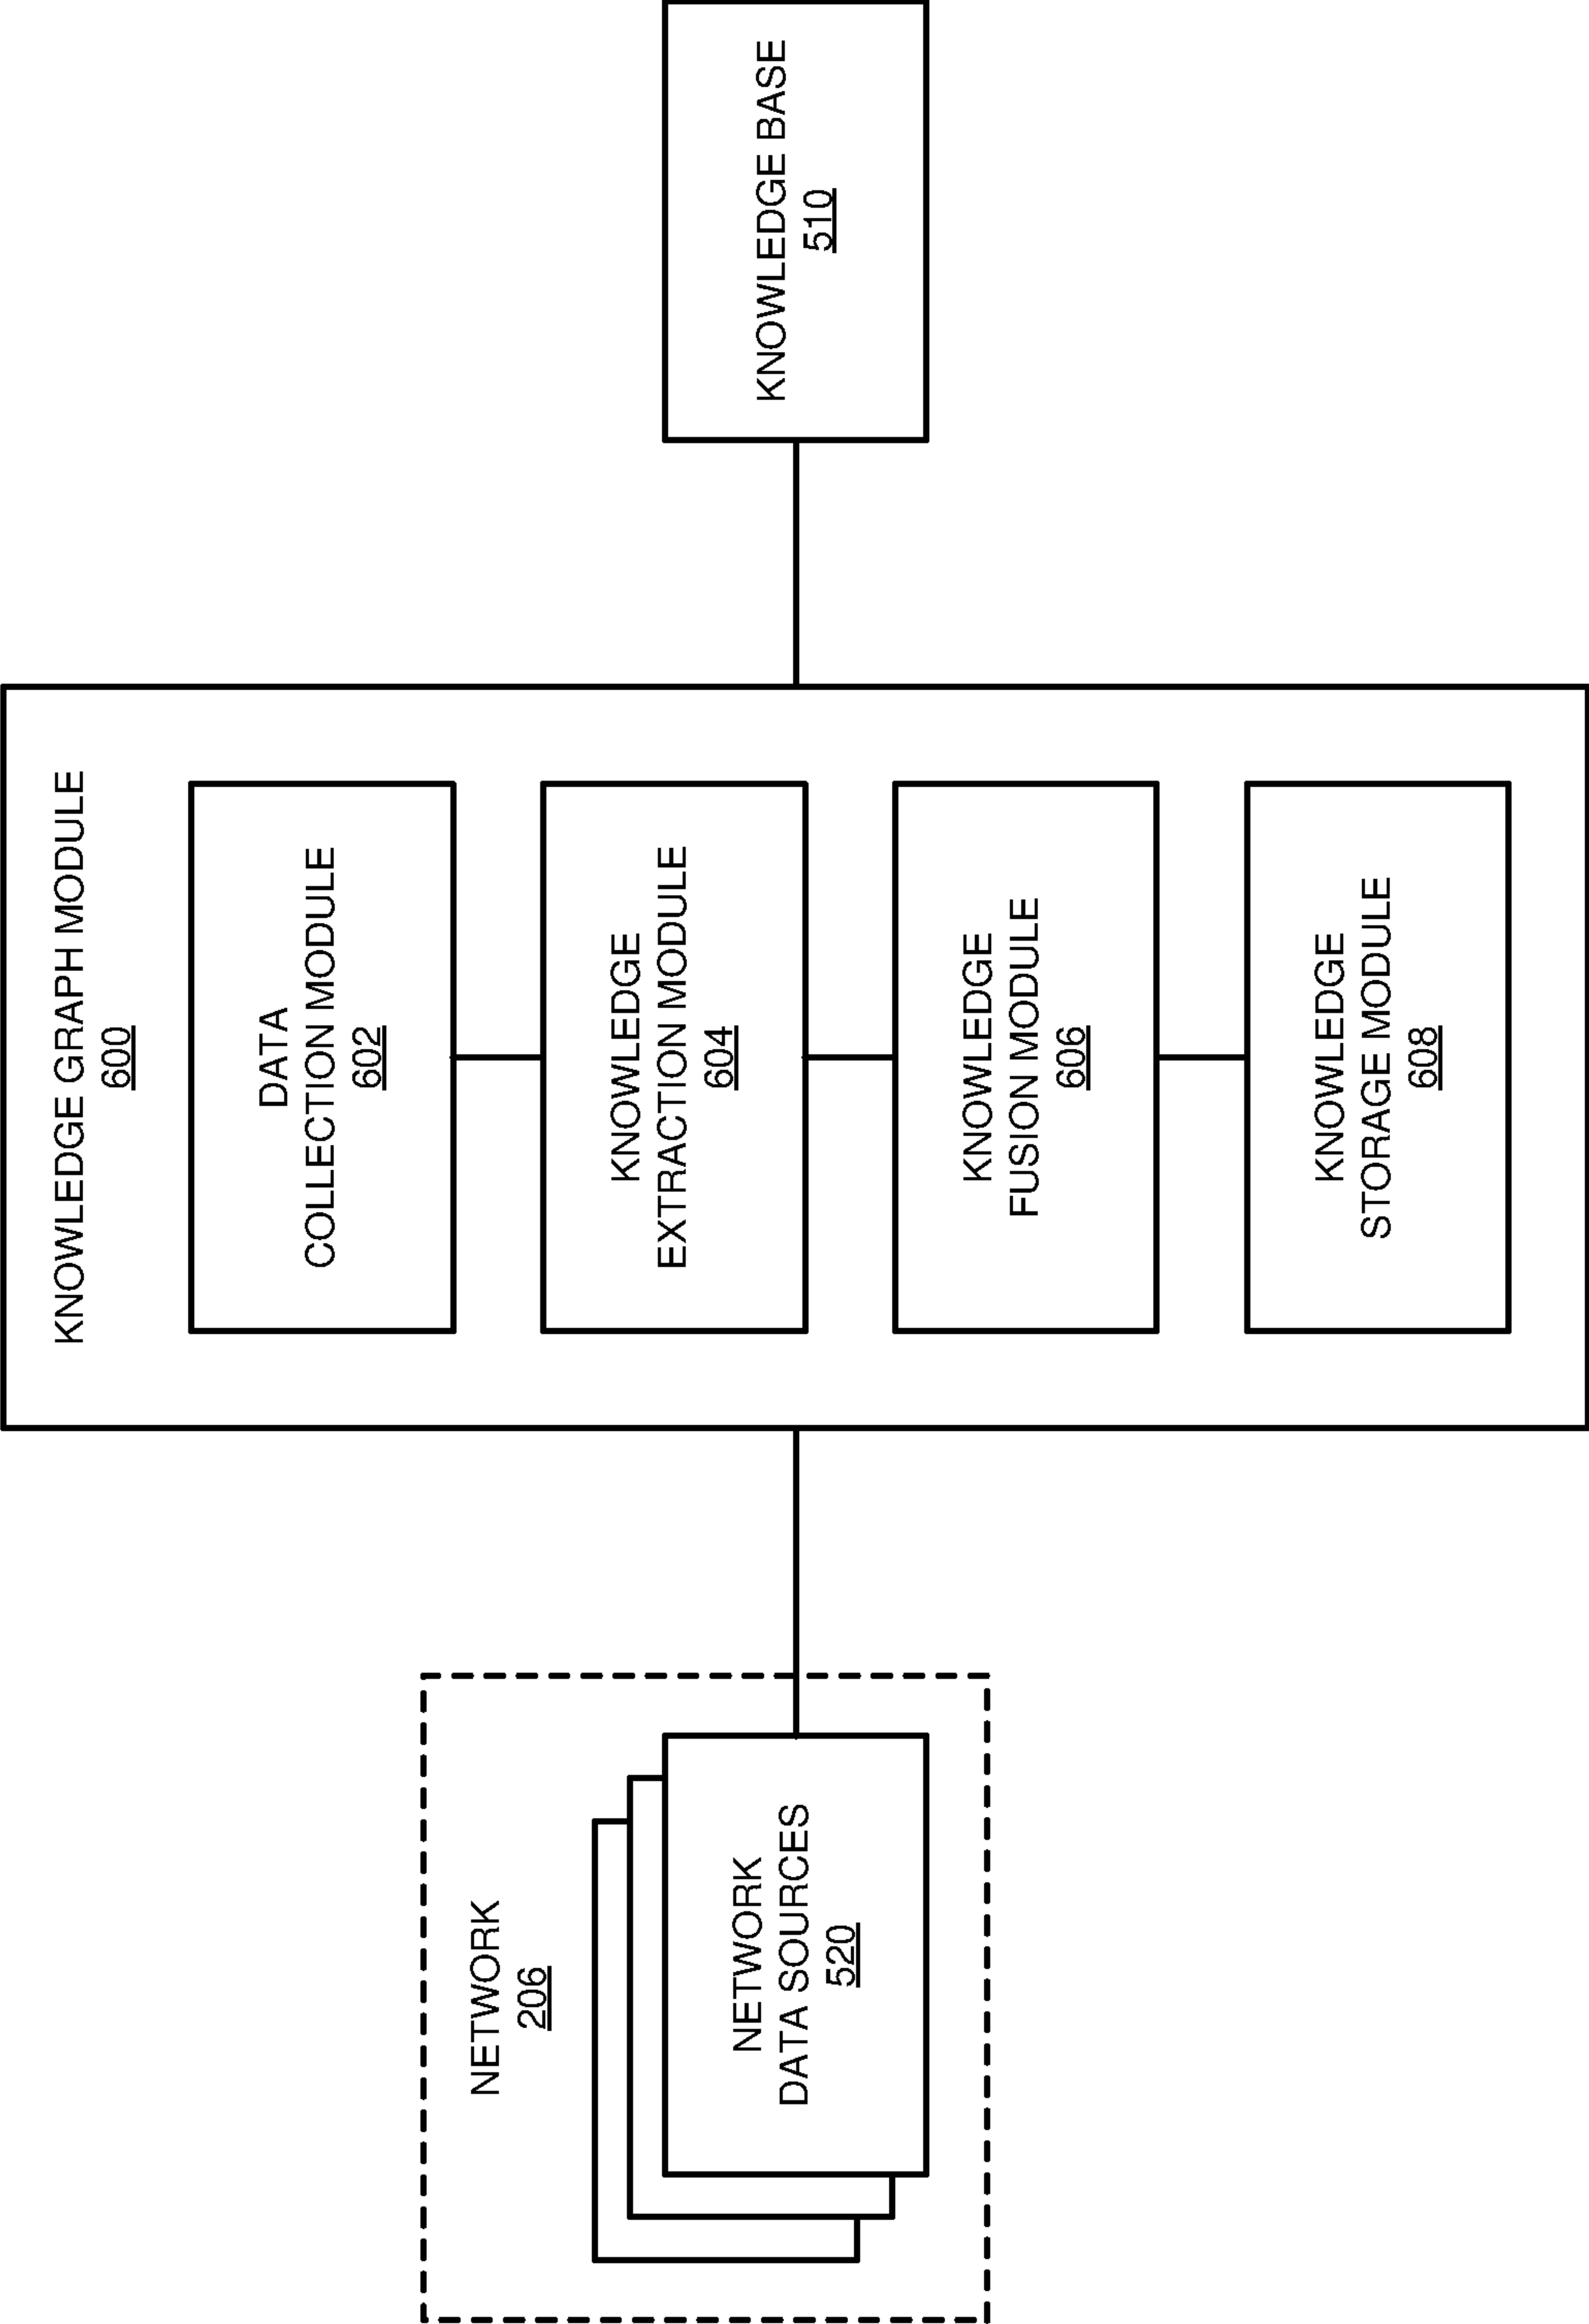 NETWORK
206
NETWORK
DATA SOURCES
520
KNOWLEDGE GRAPH MODULE
600
DATA
COLLECTION MODULE
602
KNOWLEDGE
EXTRACTION MODULE
604
KNOWLEDGE
FUSION MODULE
606
KNOWLEDGE
STORAGE MODULE
608
KNOWLEDGE BASE
510